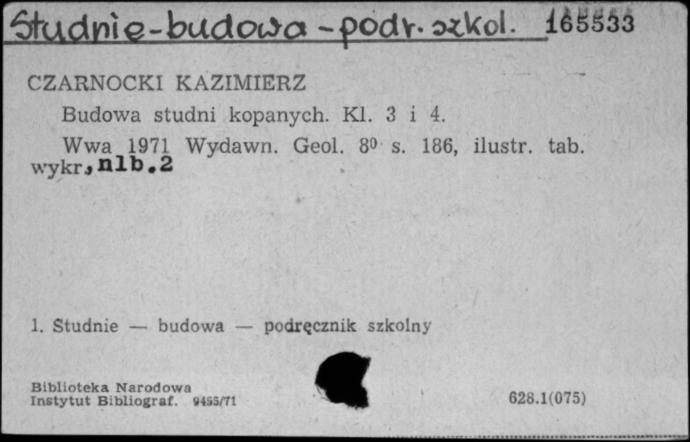 Studnie-budowa-podr. szkol. 165533
CZARNOCKI KAZIMIERZ
Budowa studni kopanych. Kl. 3 i 4.
Wwa 1971 Wydawn. Geol. 8⁰ s. 186, ilustr. tab.
wykr, nlb.2
1. Studnie — budowa — podręcznik szkolny
Biblioteka Narodowa
Instytut Bibliograf. 9455/71
628.1(075)